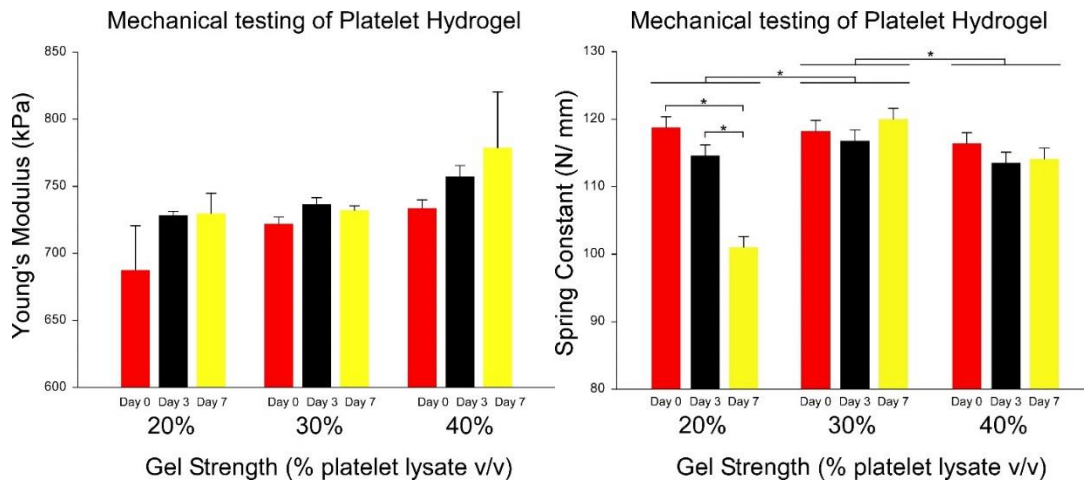 Mechanical testing of Platelet Hydrogel
Young's Modulus (kPa)
850
800
750
700
650
600
Day 0 Day 3 Day 7 Day 0 Day 3 Day 7 Day 0 Day 3 Day 7
20% 30% 40%
Gel Strength (% platelet lysate v/v)
Mechanical testing of Platelet Hydrogel
Spring Constant (N/ mm)
130
120
110
100
90
80
*
*
*
*
Day 0 Day 3 Day 7 Day 0 Day 3 Day 7 Day 0 Day 3 Day 7
20% 30% 40%
Gel Strength (% platelet lysate v/v)